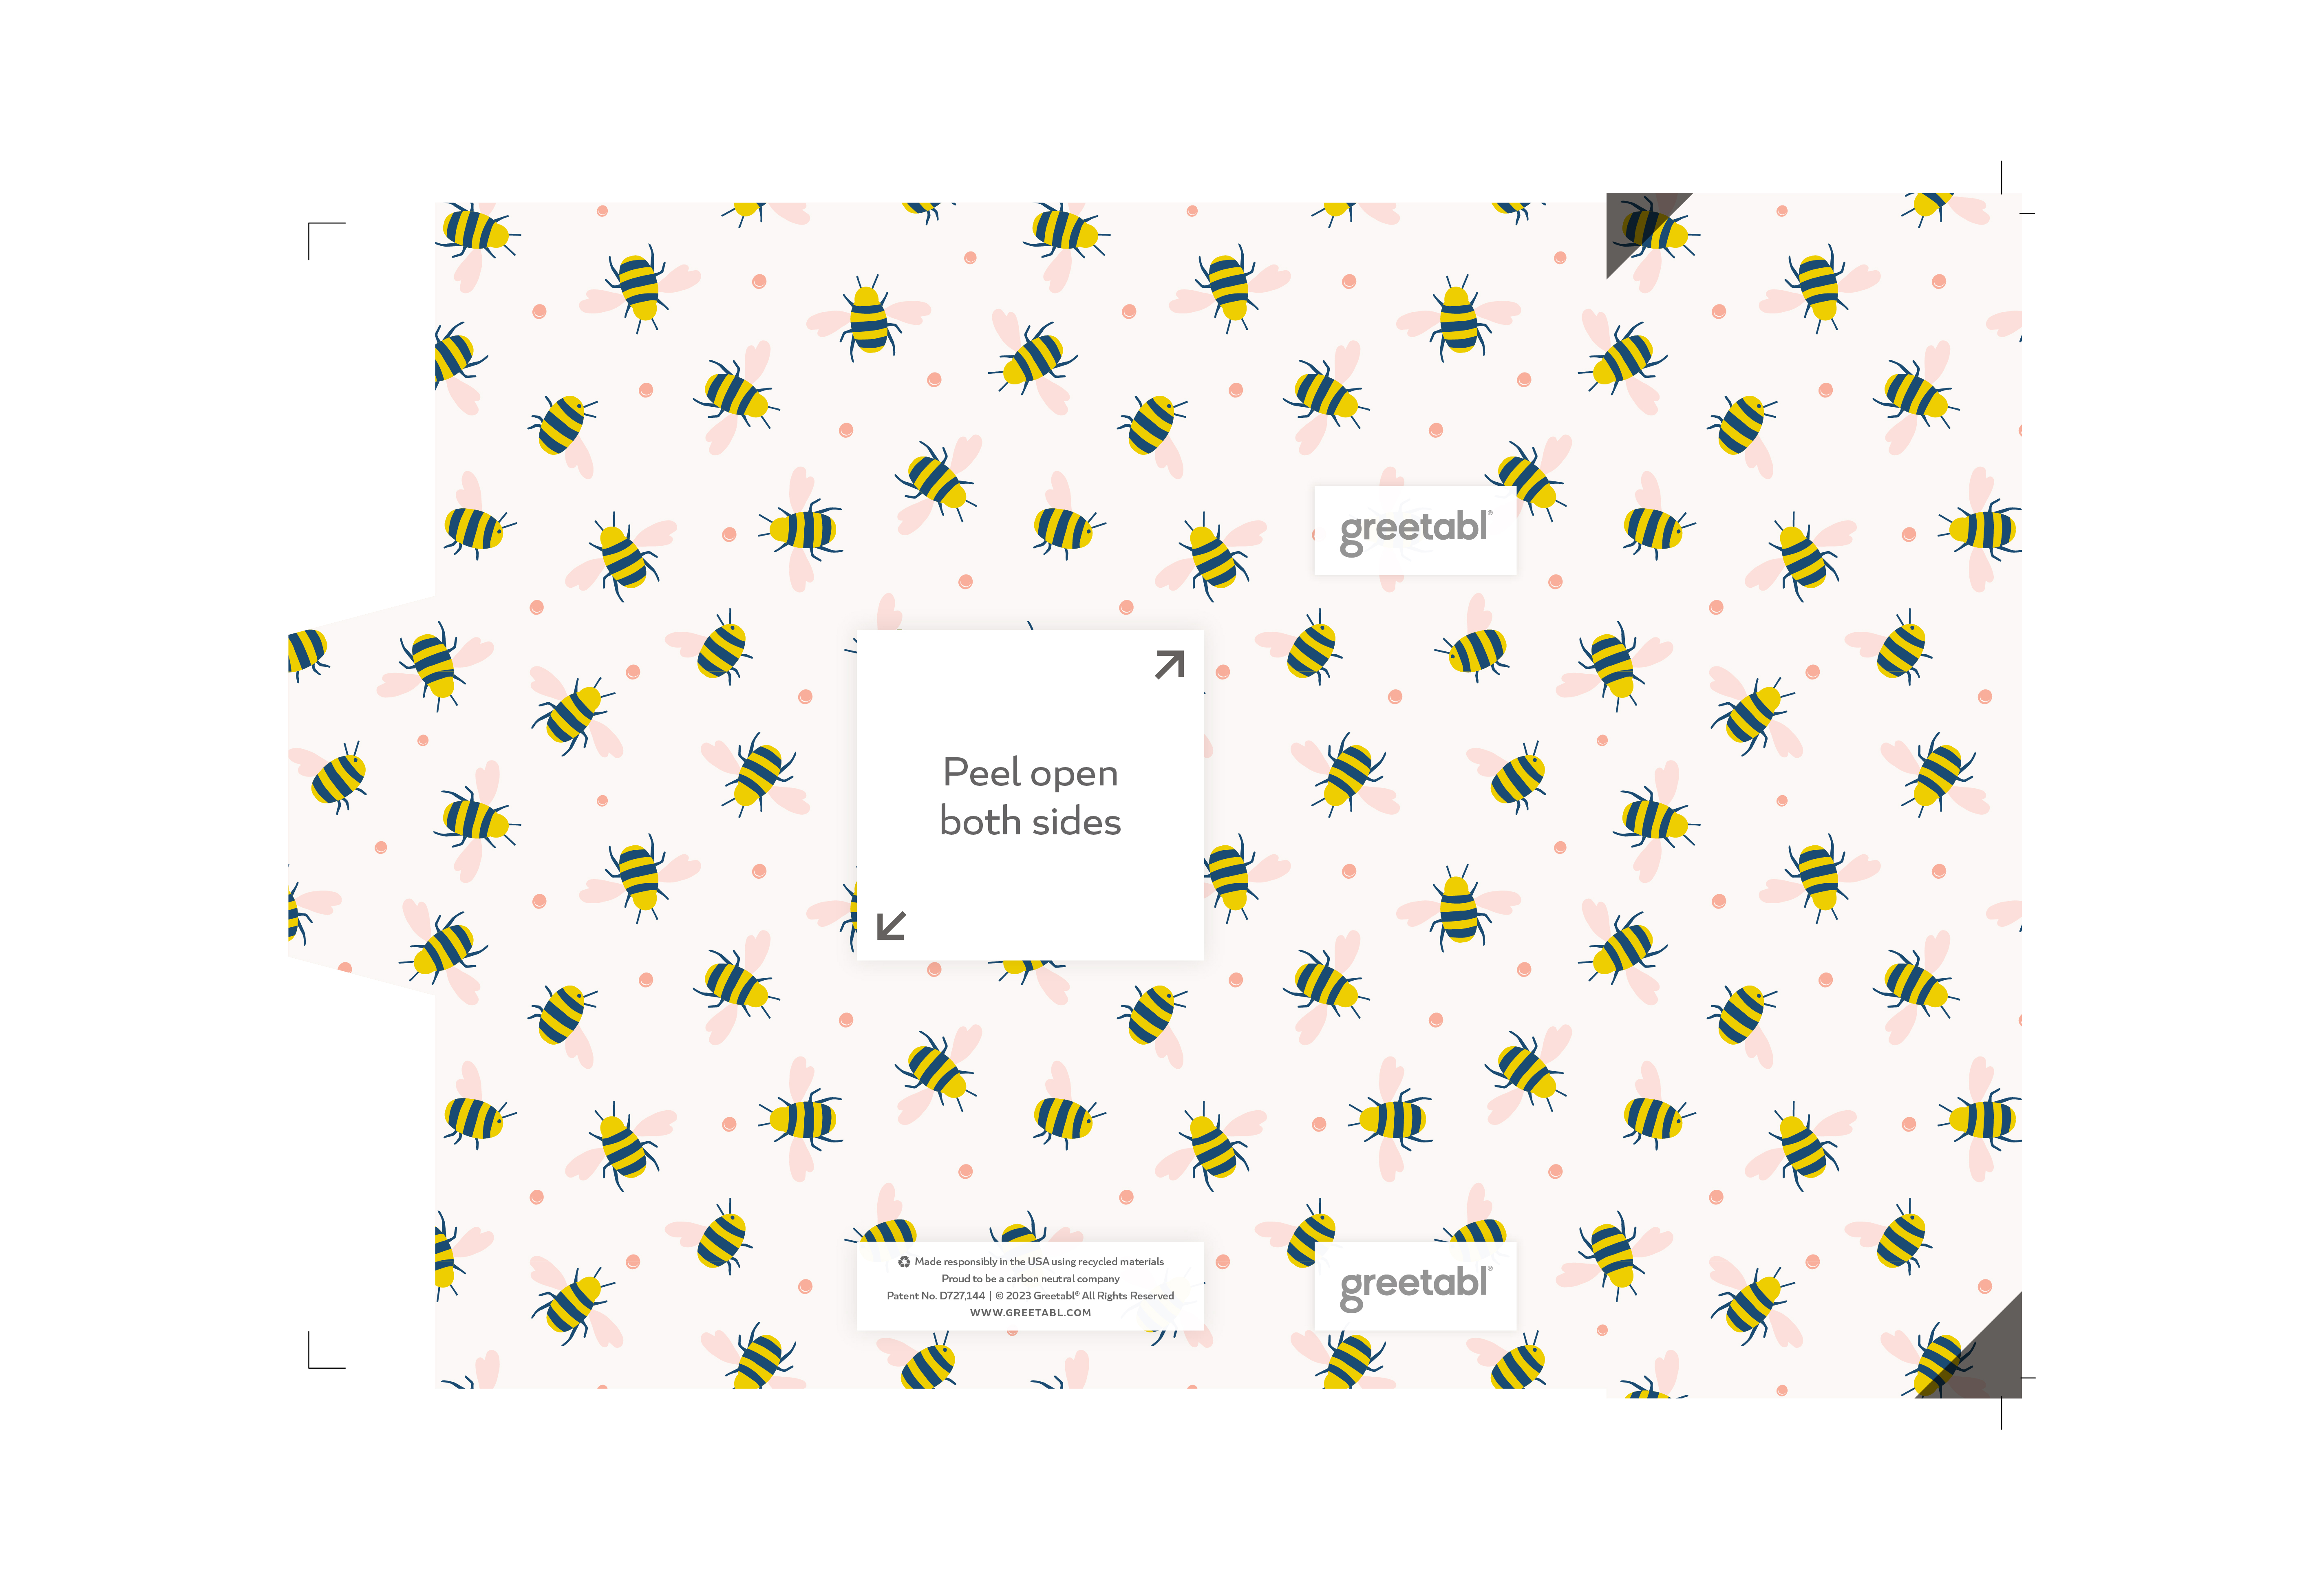 greetabl®
Peel open
both sides
♻ Made responsibly in the USA using recycled materials
Proud to be a carbon neutral company
Patent No. D727,144 | © 2023 Greetabl® All Rights Reserved
WWW.GREETABL.COM
greetabl®